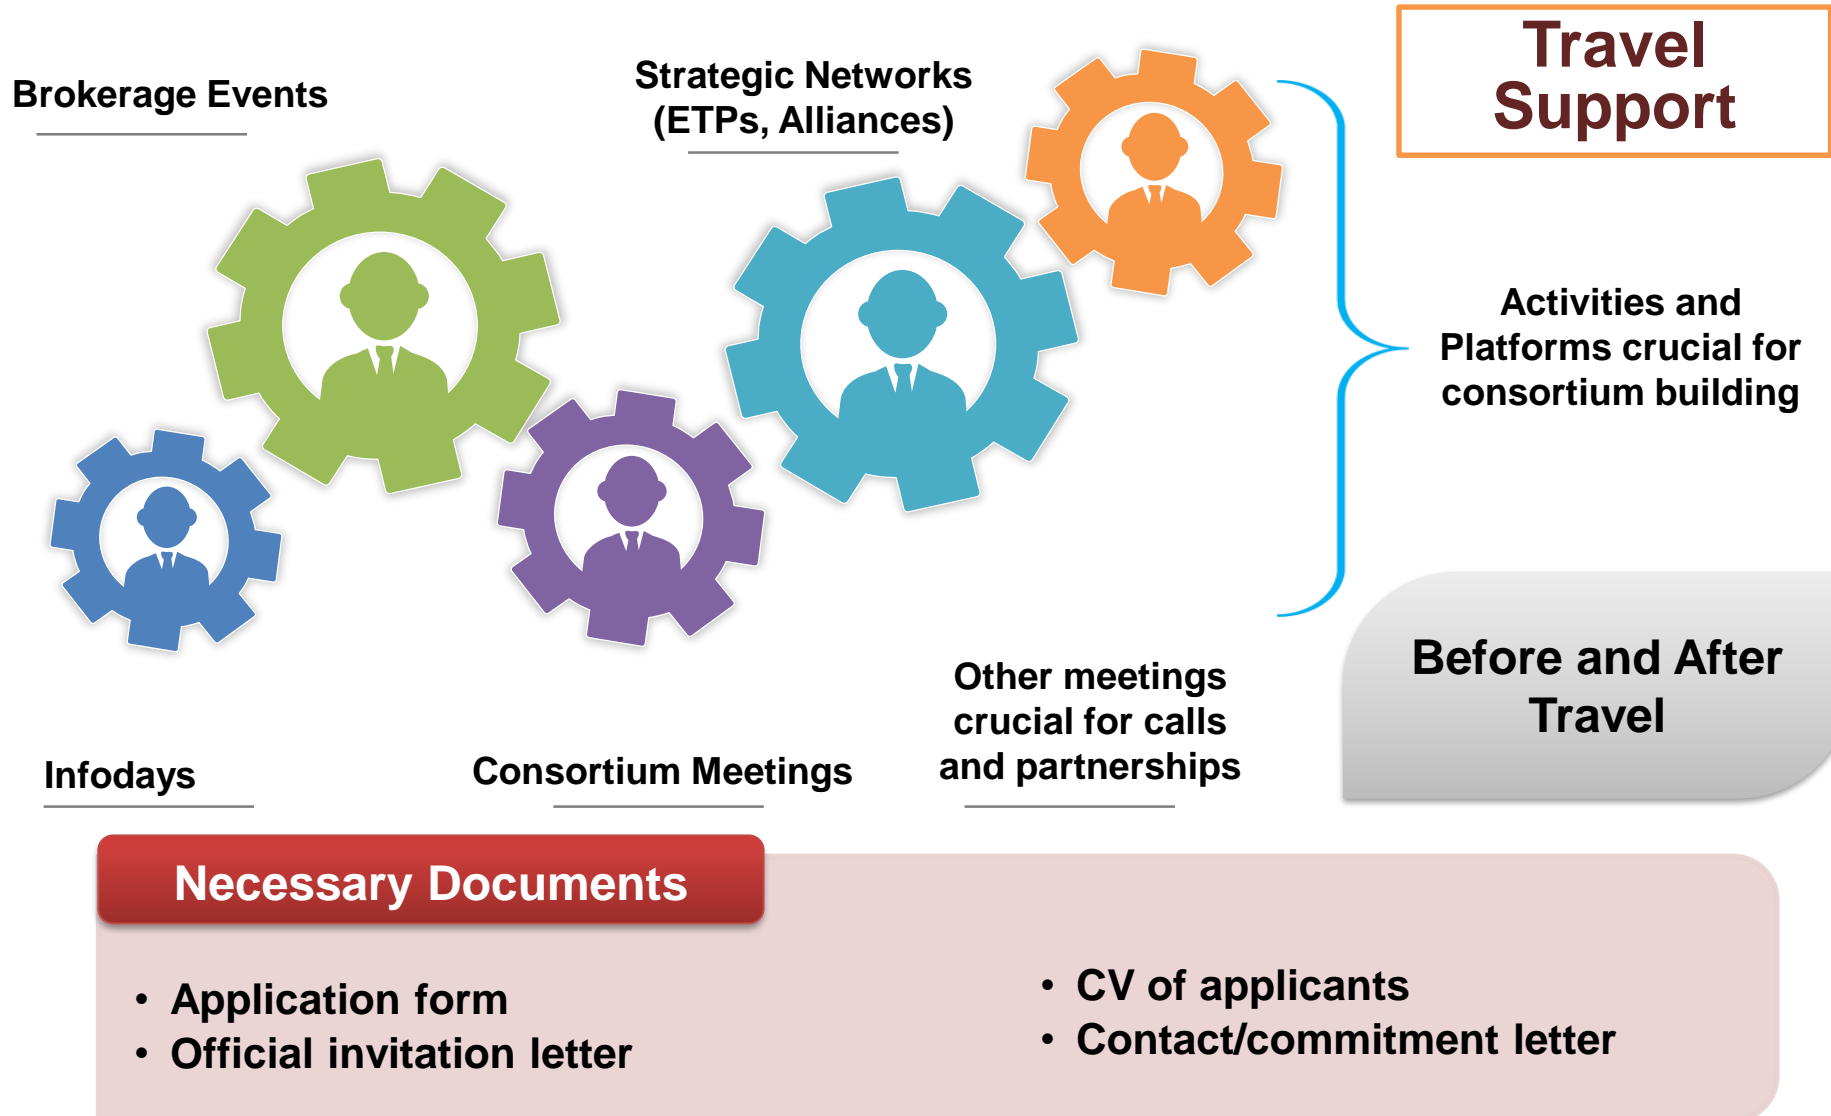 Travel
Support
Brokerage Events
Strategic Networks
(ETPs, Alliances)
Activities and
Platforms crucial for
consortium building
Infodays
Consortium Meetings
Other meetings
crucial for calls
and partnerships
Before and After
Travel
Necessary Documents
• Application form
• Official invitation letter
• CV of applicants
• Contact/commitment letter